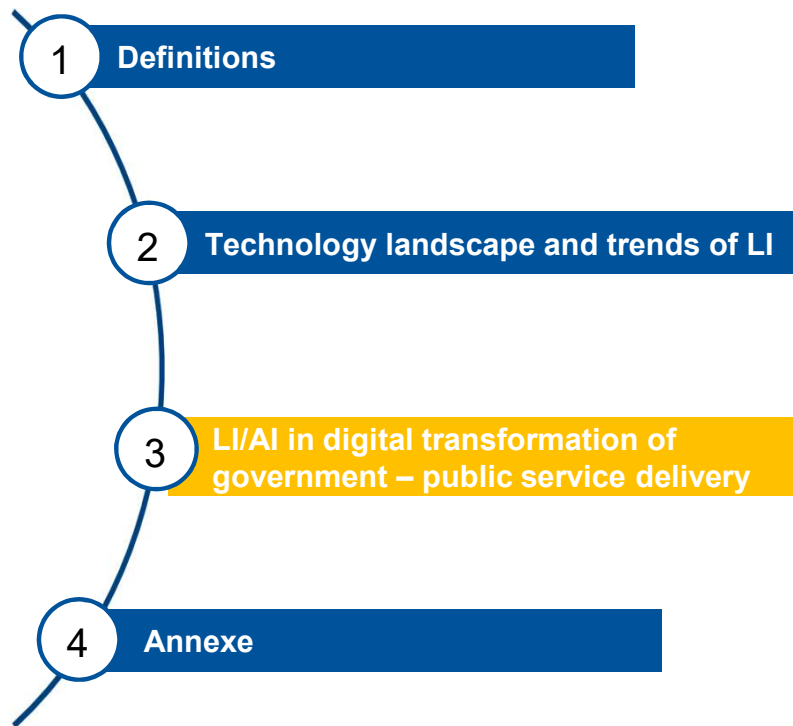 1
Definitions
2
Technology landscape and trends of LI
3
LI/AI in digital transformation of
government – public service delivery
4
Annexe